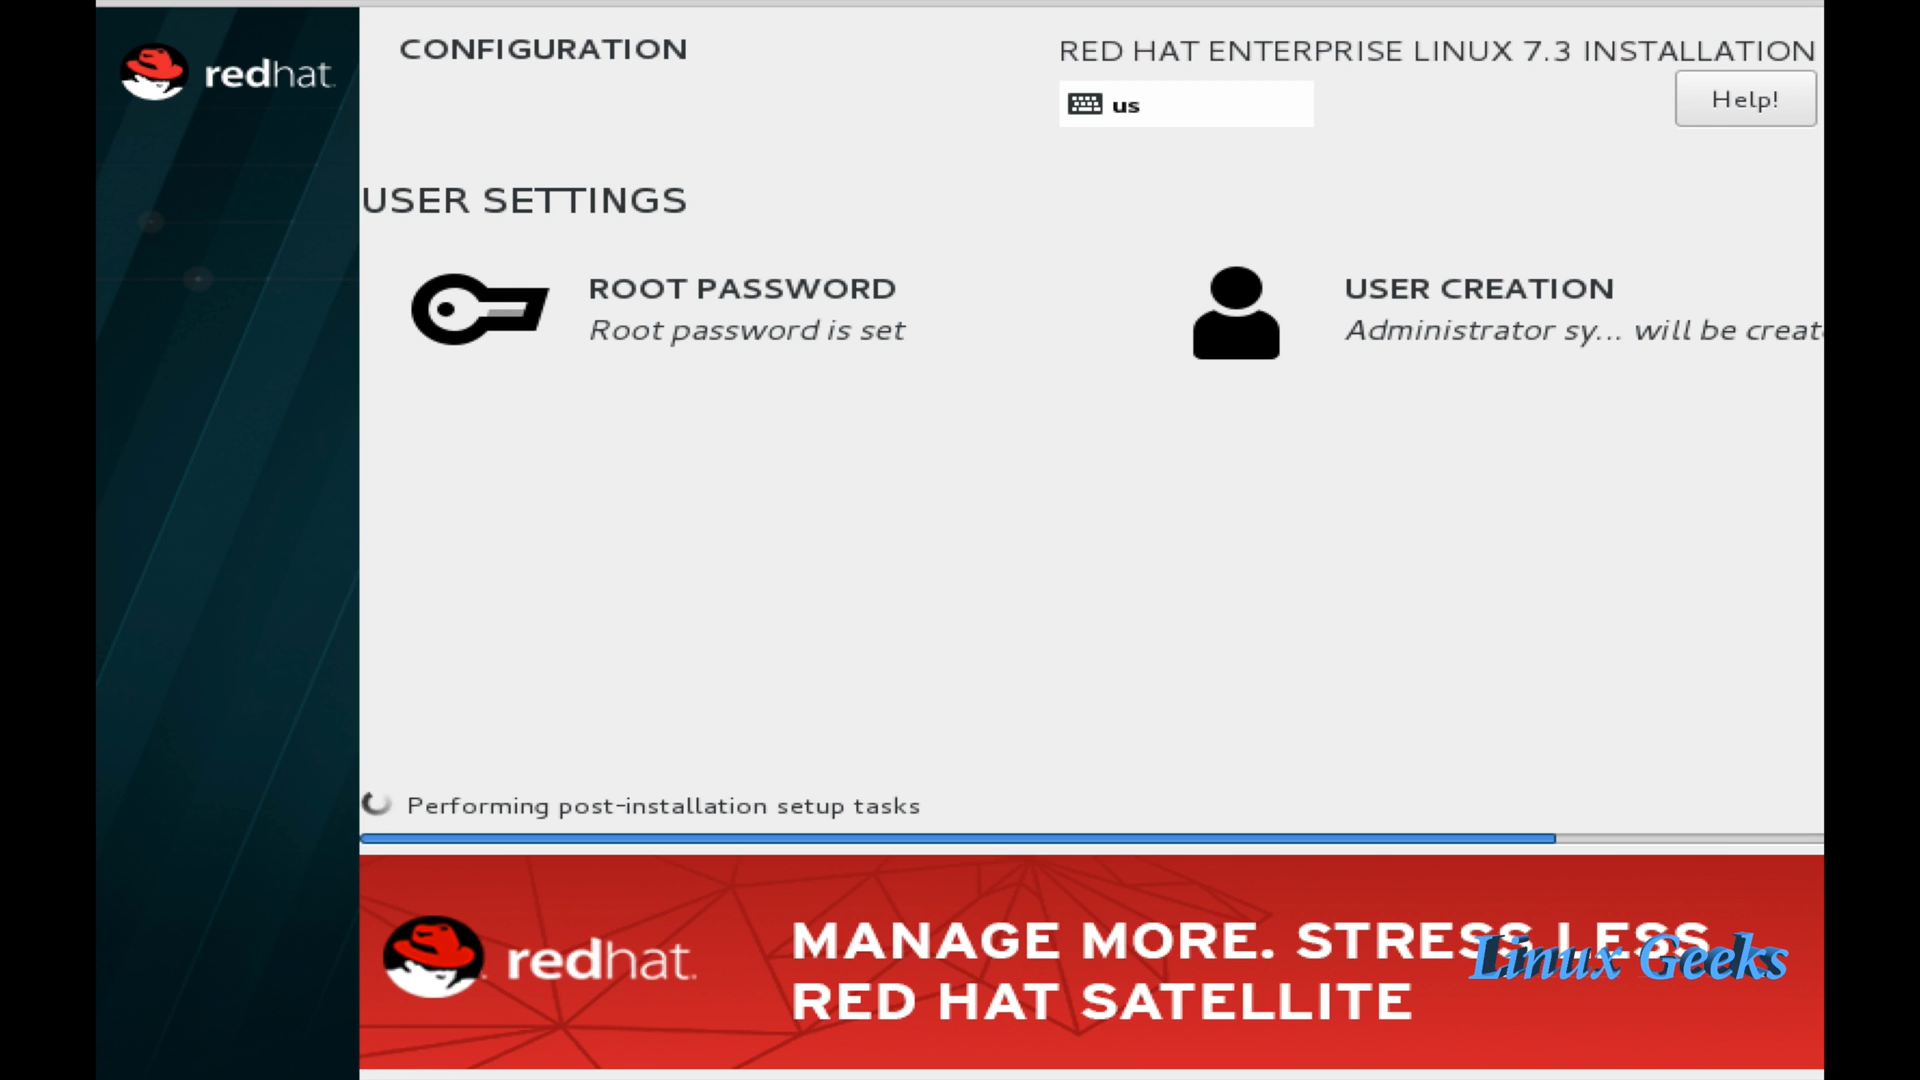 redhat.
CONFIGURATION
RED HAT ENTERPRISE LINUX 7.3 INSTALLATION
us
Help!
USER SETTINGS
ROOT PASSWORD
Root password is set
USER CREATION
Administrator sy... will be creat
Performing post-installation setup tasks
redhat.
MANAGE MORE. STRESS LESS
RED HAT SATELLITE
Linux Geeks